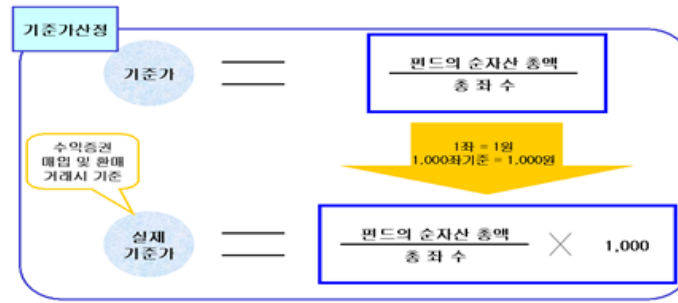 기준가산정
기준가
펀드의 순자산 총액
총 좌 수
수익증권
매입 및 환매
거래시 기준
1좌 = 1원
1,000좌기준 = 1,000원
실제
기준가
펀드의 순자산 총액
총 좌 수
1,000